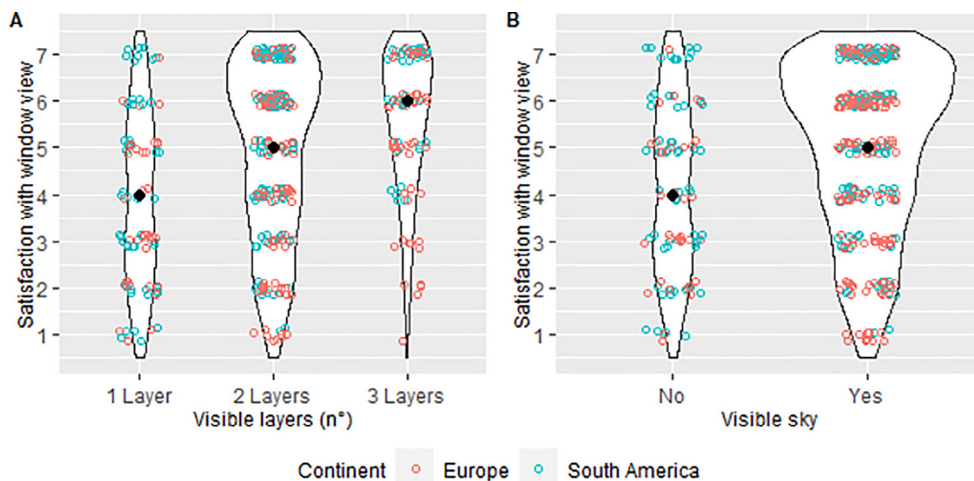 A
Satisfaction with window view
7
6
5
4
3
2
1
1 Layer 2 Layers 3 Layers
Visible layers (n°)
B
Satisfaction with window view
7
6
5
4
3
2
1
No Yes
Visible sky
Continent Europe South America